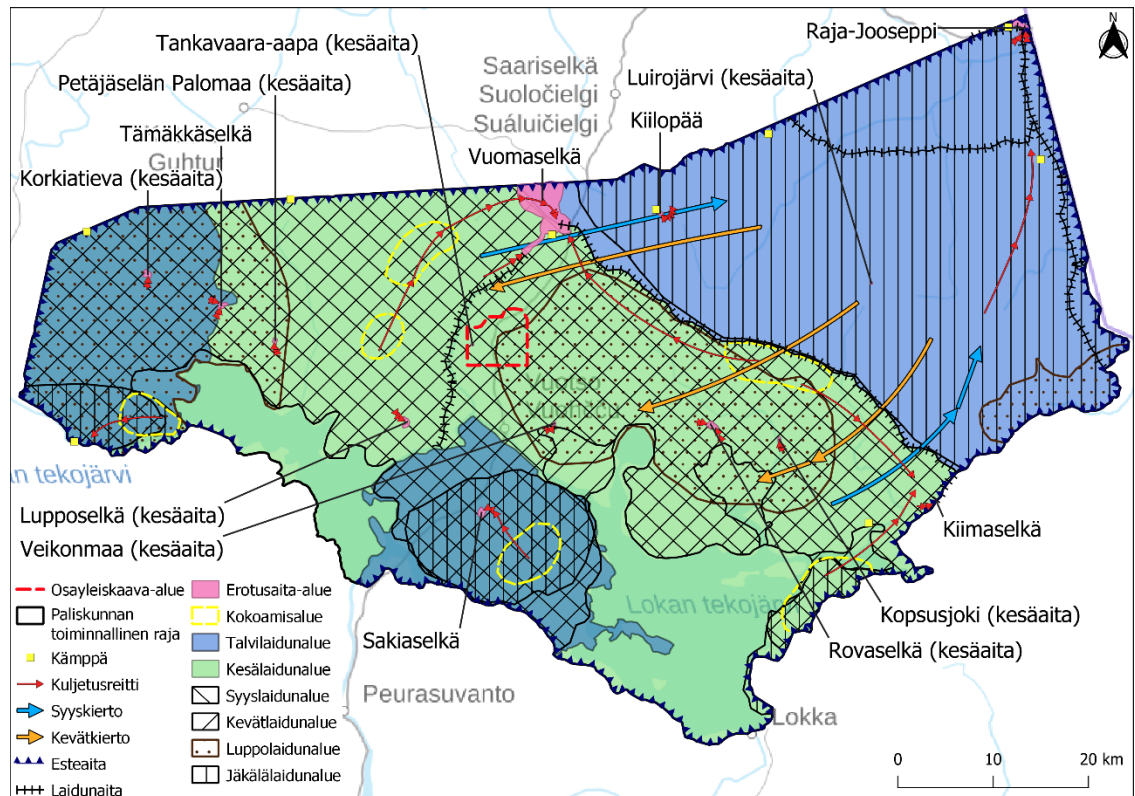 N
Raja-Jooseppi
Tankavaara-aapa (kesäaita)
Saariselkä
Suoločielgi
Suáluičielgi
Luirojärvi (kesäaita)
Petäjäselän Palomaa (kesäaita)
Kiilopää
Tämäkkäselkä
Guhtur
Vuomaselkä
Korkiatieva (kesäaita)
Vuotso
an tekojärvi
Lupposelkä (kesäaita)
Veikonmaa (kesäaita)
Kiimaselkä
Lokan tekojär
Kopsusjoki (kesäaita)
Rovaselkä (kesäaita)
Sakiaselkä
Peurasuvanto
Lokka
Osayleiskaava-alue
Paliskunnan
toiminnallinen raja
Kämppä
Kuljetusreitti
Syyskierto
Kevätkierto
Esteaita
Laidunaita
Erotusaita-alue
Kokoamisalue
Talvilaidunalue
Kesälaidunalue
Syyslaidunalue
Kevätlaidunalue
Luppolaidunalue
Jäkälälaidunalue
0 10 20 km